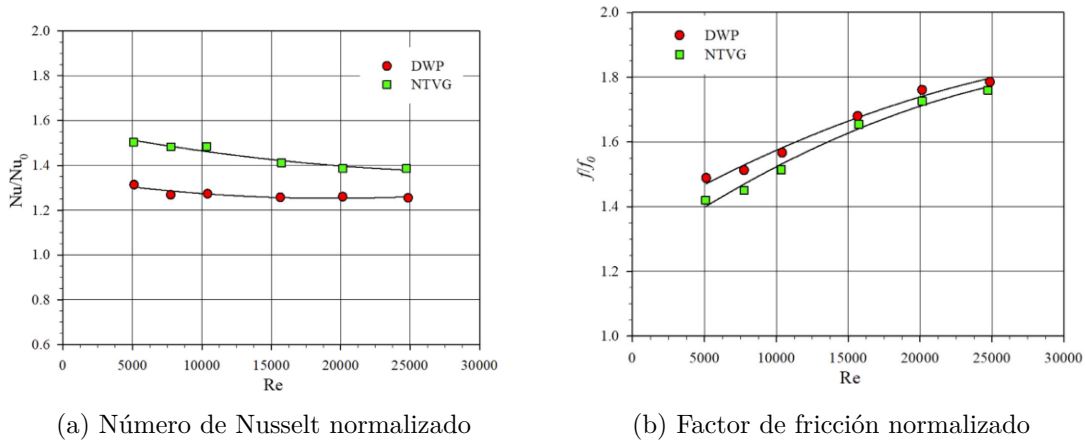 2.0
1.8
1.6
1.4
1.2
1.0
0.8
0.6
Nu/Nu₀
DWP
NTVG
0 5000 10000 15000 20000 25000 30000
Re
(a) Número de Nusselt normalizado
2.0
1.8
1.6
1.4
1.2
1.0
f/f₀
DWP
NTVG
0 5000 10000 15000 20000 25000 30000
Re
(b) Factor de fricción normalizado